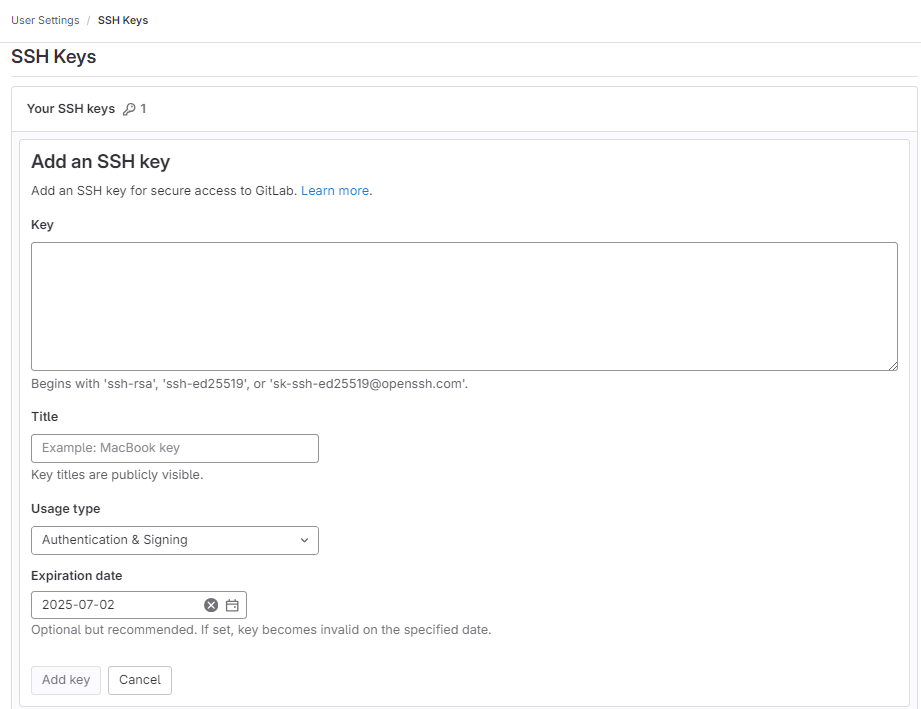 User Settings / SSH Keys
SSH Keys
Your SSH keys 1
Add an SSH key
Add an SSH key for secure access to GitLab. Learn more.
Key
Begins with 'ssh-rsa', 'ssh-ed25519', or 'sk-ssh-ed25519@openssh.com'.
Title
Example: MacBook key
Key titles are publicly visible.
Usage type
Authentication & Signing
Expiration date
2025-07-02
Optional but recommended. If set, key becomes invalid on the specified date.
Add key Cancel